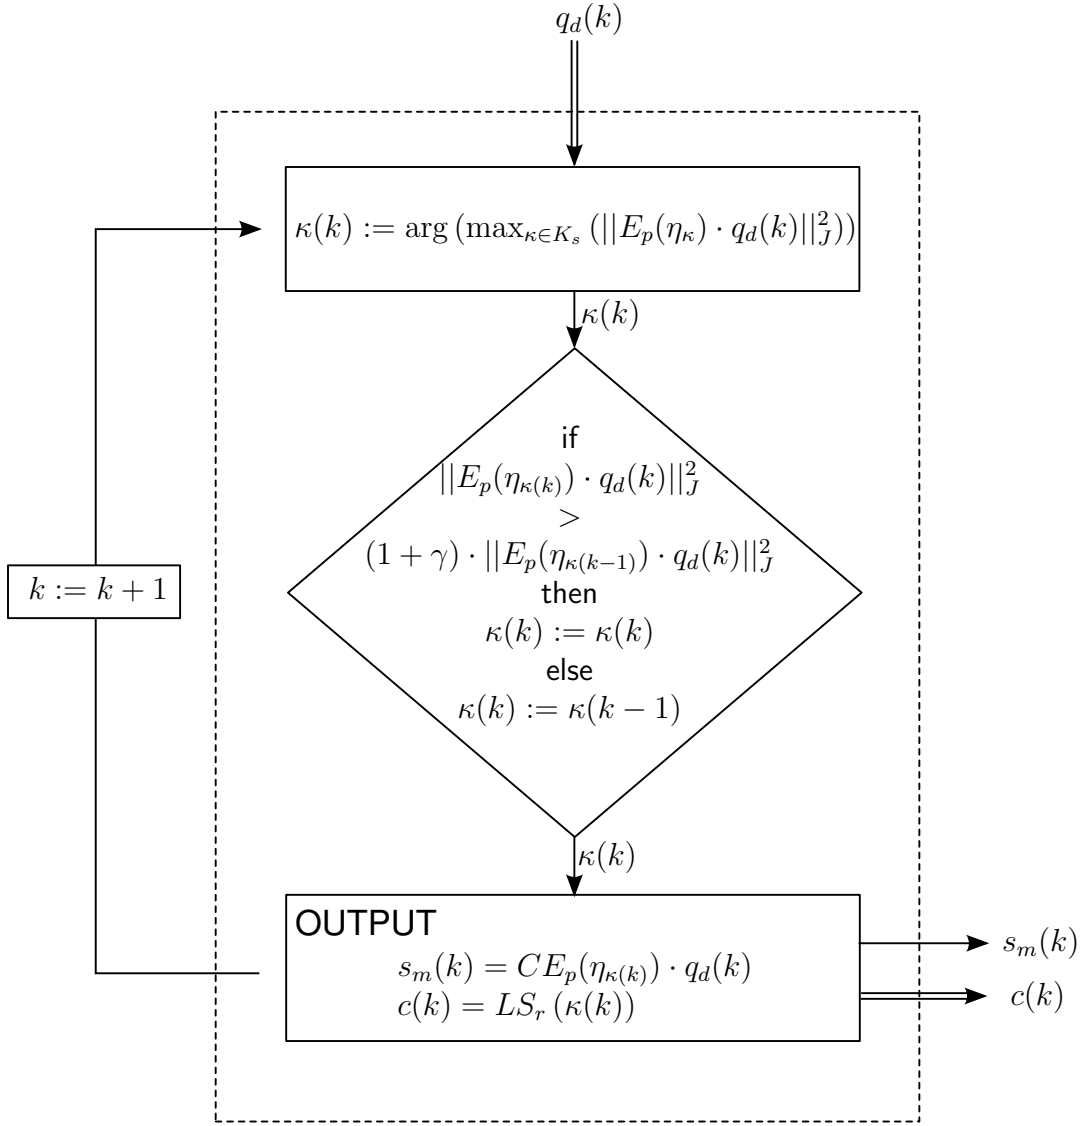 q_d(k)
κ(k) := arg (max_{κ∈K_s} (||E_p(η_κ) · q_d(k)||_J^2))
κ(k)
if
||E_p(η_{κ(k)}) · q_d(k)||_J^2
>
(1 + γ) · ||E_p(η_{κ(k−1)}) · q_d(k)||_J^2
then
κ(k) := κ(k)
else
κ(k) := κ(k − 1)
k := k + 1
κ(k)
OUTPUT
s_m(k) = CE_p(η_{κ(k)}) · q_d(k)
c(k) = LS_r (κ(k))
s_m(k)
c(k)